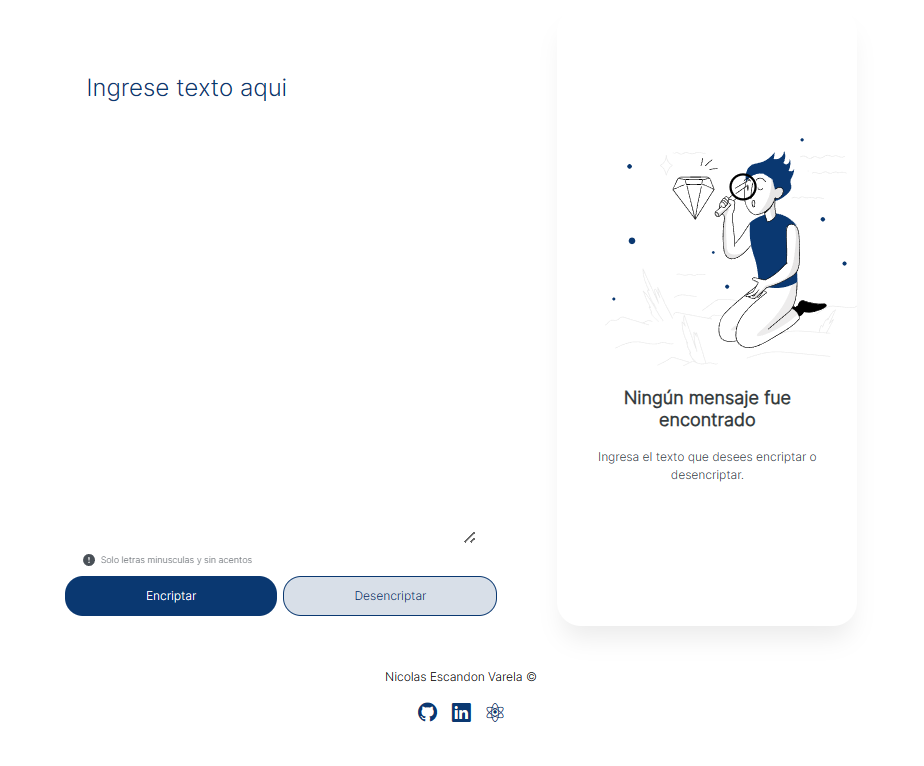 Ingrese texto aqui
Ningún mensaje fue
encontrado
Ingresa el texto que desees encriptar o
desencriptar.
Solo letras minusculas y sin acentos
Encriptar
Desencriptar
Nicolas Escandon Varela ©